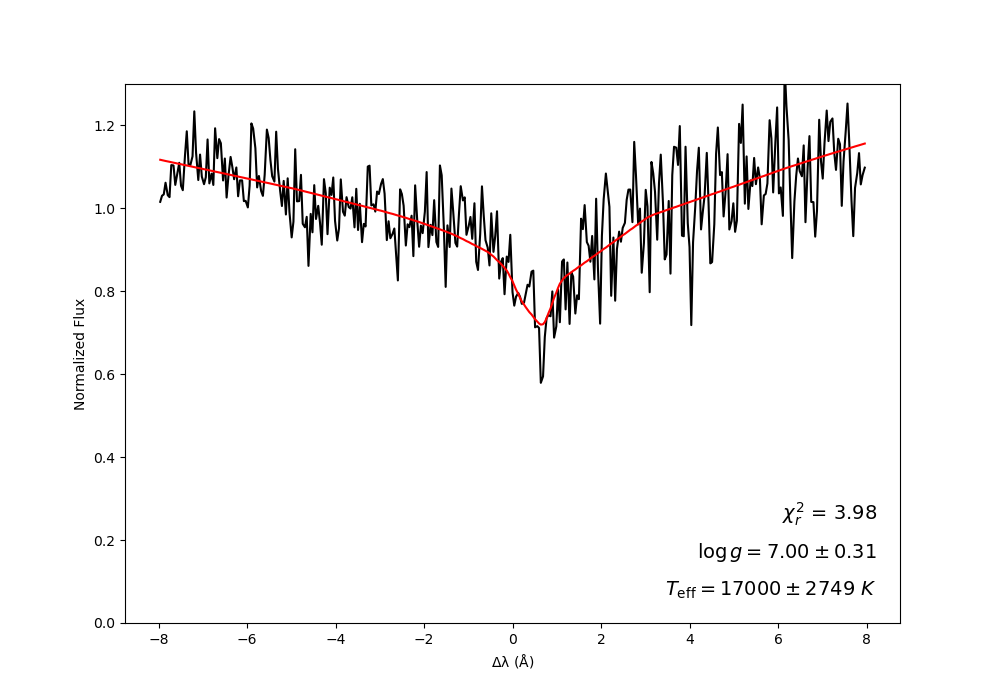 1.2
1.0
0.8
0.6
0.4
0.2
0.0
Normalized Flux
χ²ᵣ = 3.98
log g = 7.00 ± 0.31
T_eff = 17000 ± 2749 K
−8 −6 −4 −2 0 2 4 6 8
Δλ (Å)